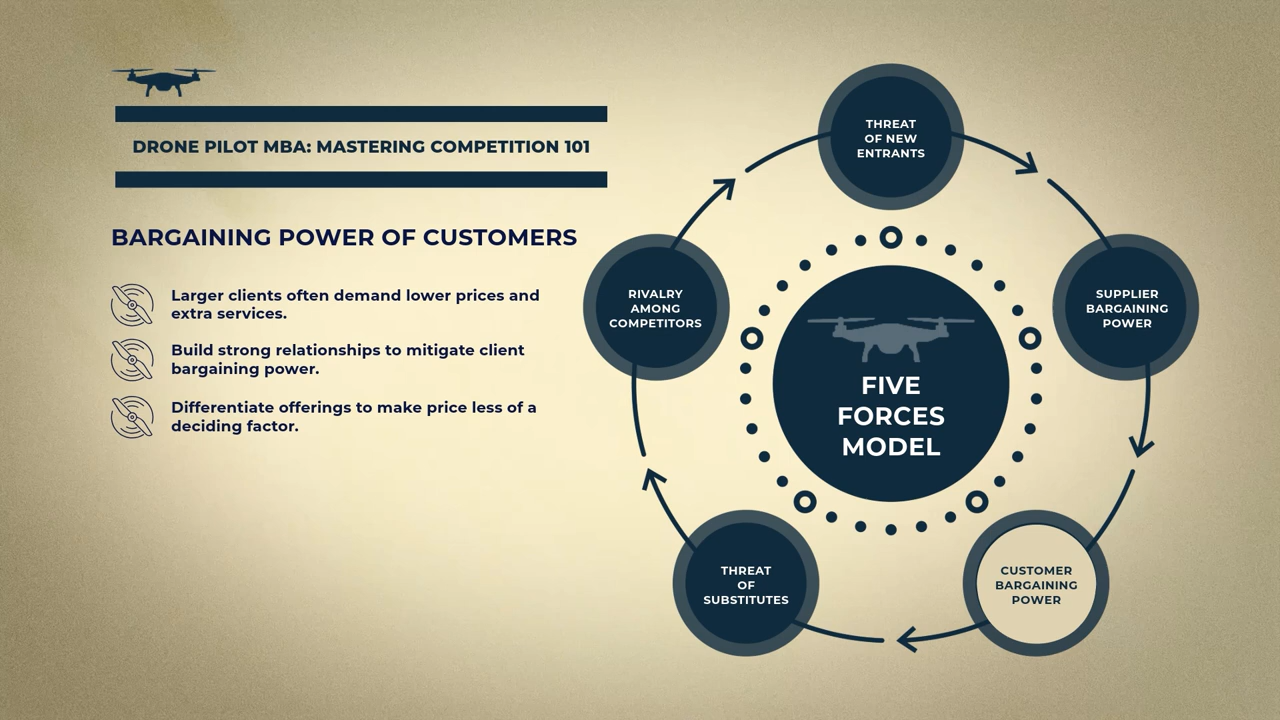 DRONE PILOT MBA: MASTERING COMPETITION 101
BARGAINING POWER OF CUSTOMERS
Larger clients often demand lower prices and
extra services.
Build strong relationships to mitigate client
bargaining power.
Differentiate offerings to make price less of a
deciding factor.
THREAT
OF NEW
ENTRANTS
SUPPLIER
BARGAINING
POWER
CUSTOMER
BARGAINING
POWER
THREAT
OF
SUBSTITUTES
RIVALRY
AMONG
COMPETITORS
FIVE
FORCES
MODEL